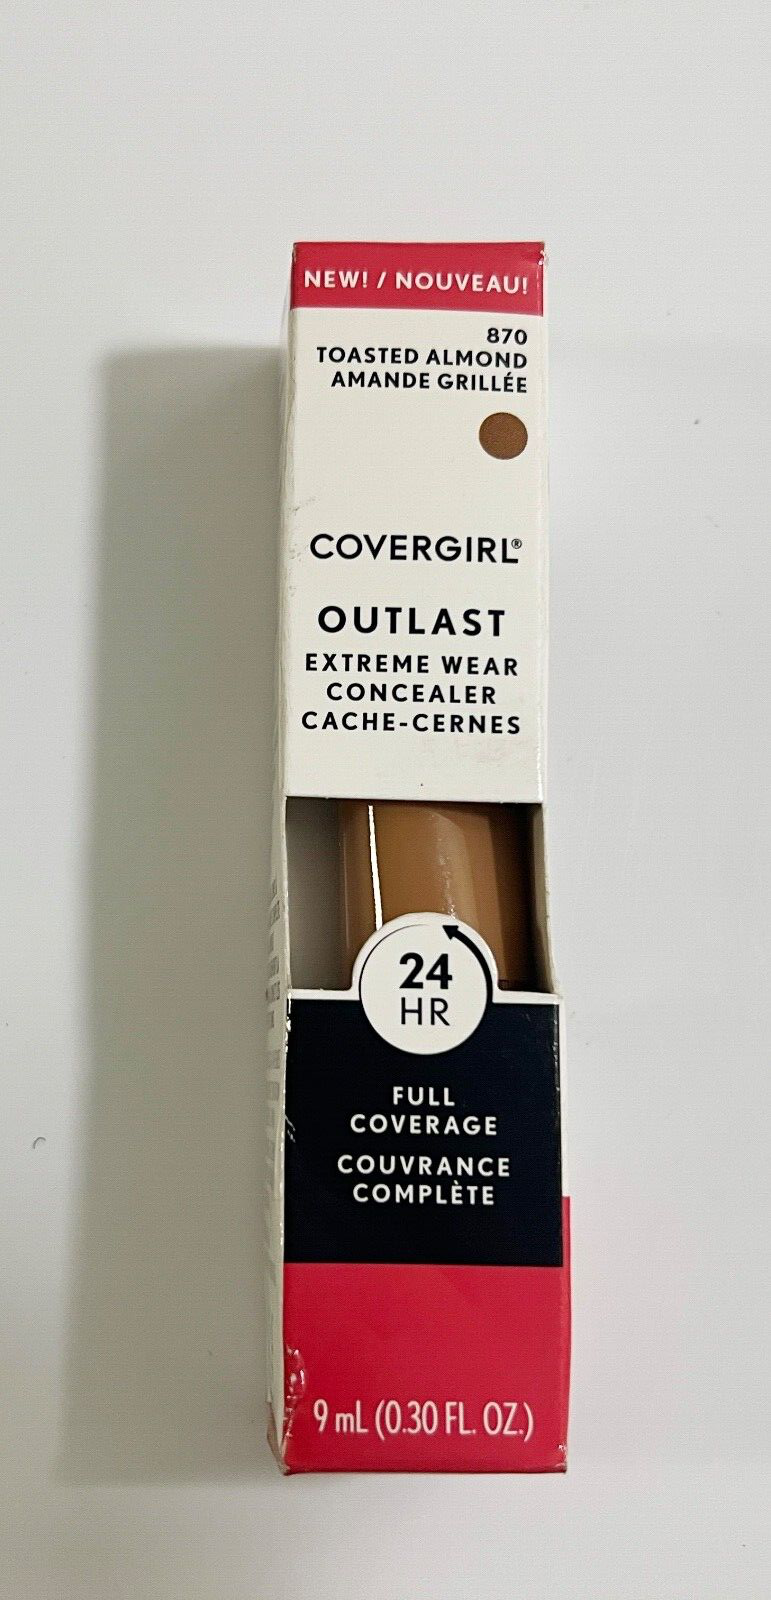 NEW! / NOUVEAU!
870
TOASTED ALMOND
AMANDE GRILLÉE
COVERGIRL®
OUTLAST
EXTREME WEAR
CONCEALER
CACHE-CERNES
24
HR
FULL
COVERAGE
COUVRANCE
COMPLÈTE
9 mL (0.30 FL. OZ.)